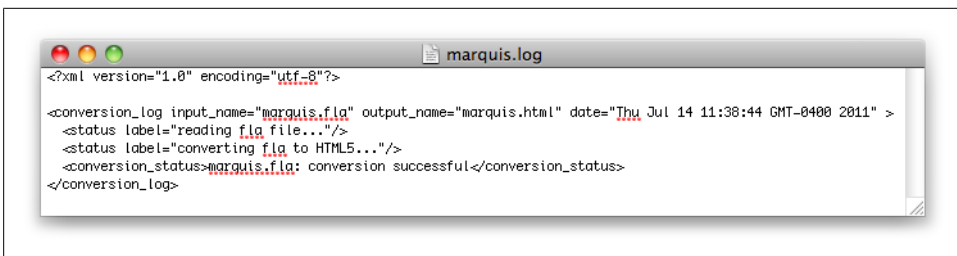 marquis.log
<?xml version="1.0" encoding="utf-8"?>
<conversion_log input_name="marquis.fla" output_name="marquis.html" date="Thu Jul 14 11:38:44 GMT-0400 2011" >
<status label="reading fla file..."/>
<status label="converting fla to HTML5..."/>
<conversion_status>marquis.fla: conversion successful</conversion_status>
</conversion_log>